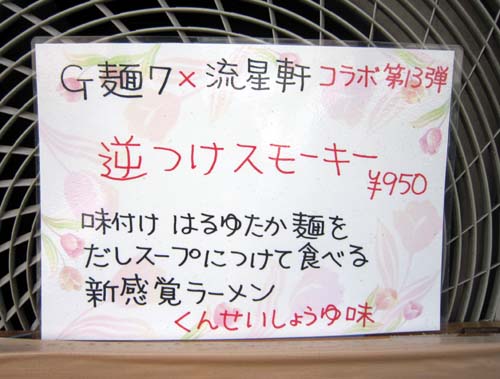 G麺7×流星軒 コラボ第13弾
逆つけスモーキー
¥950
味付け はるゆたか麺を
だしスープにつけて食べる
新感覚ラーメン
くんせいしょうゆ味